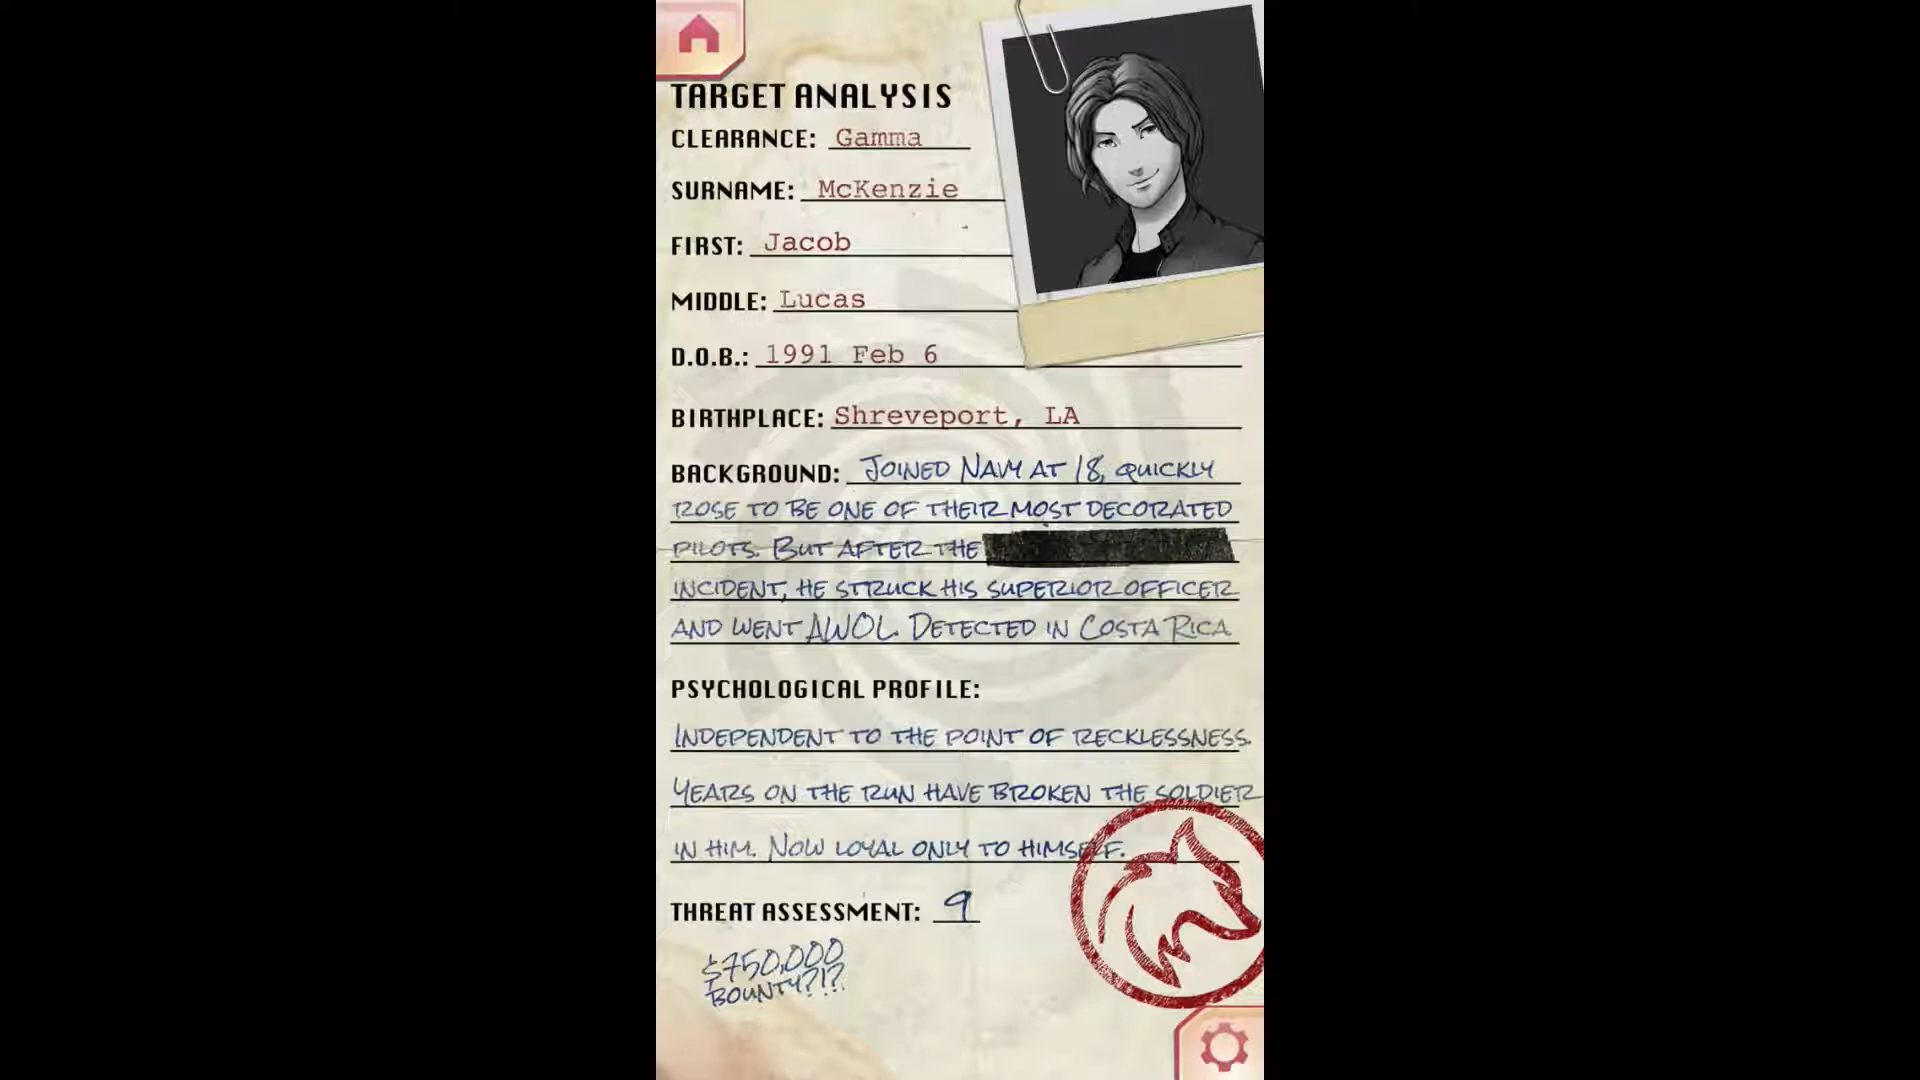 TARGET ANALYSIS
CLEARANCE: Gamma
SURNAME: McKenzie
FIRST: Jacob
MIDDLE: Lucas
D.O.B.: 1991 Feb 6
BIRTHPLACE: Shreveport, LA
BACKGROUND: JOINED NAVY AT 18, QUICKLY
ROSE TO BE ONE OF THEIR MOST DECORATED
PILOTS. BUT AFTER THE
INCIDENT, HE STRUCK HIS SUPERIOR OFFICER
AND WENT AWOL. DETECTED IN COSTA RICA
PSYCHOLOGICAL PROFILE:
INDEPENDENT TO THE POINT OF RECKLESSNESS.
YEARS ON THE RUN HAVE BROKEN THE SOLDIER
IN HIM. NOW LOYAL ONLY TO HIMSELF.
THREAT ASSESSMENT: 9
$750,000
BOUNTY?!?